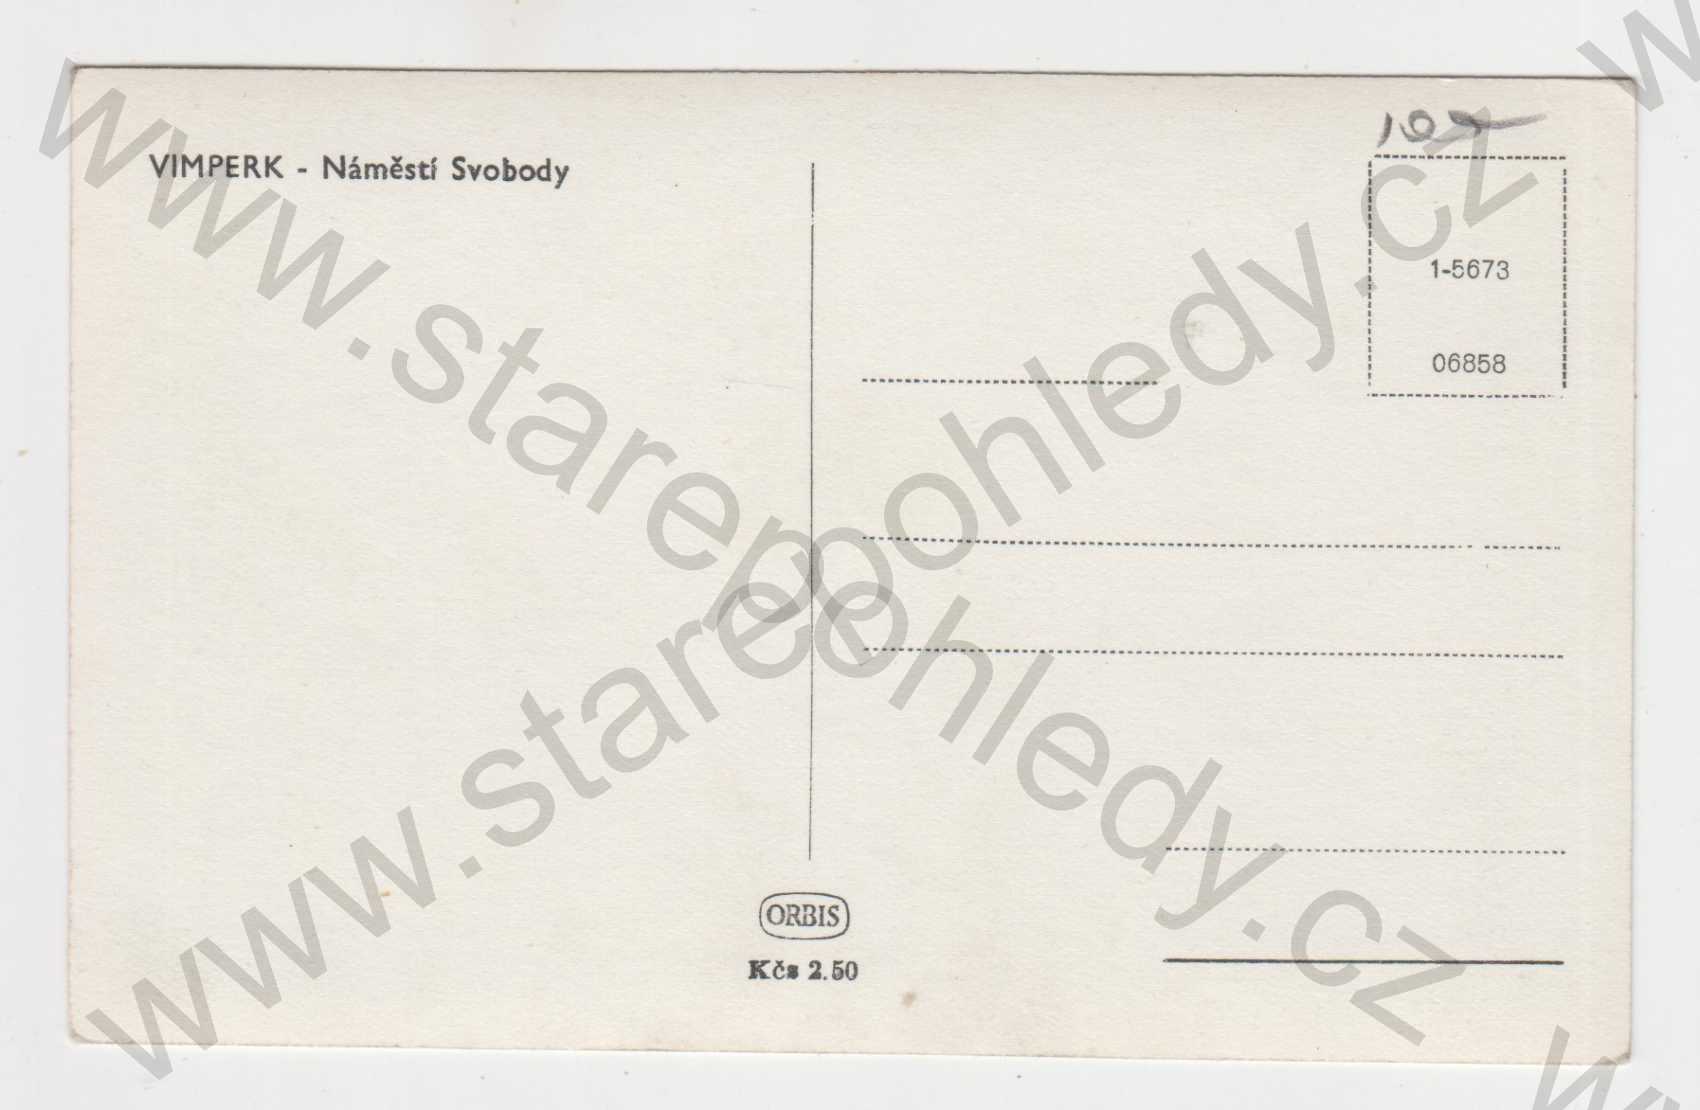 VIMPERK - Náměstí Svobody
1-5673
06858
ORBIS
Kčs 2.50
www.starepohledy.cz
www.starepohledy.cz